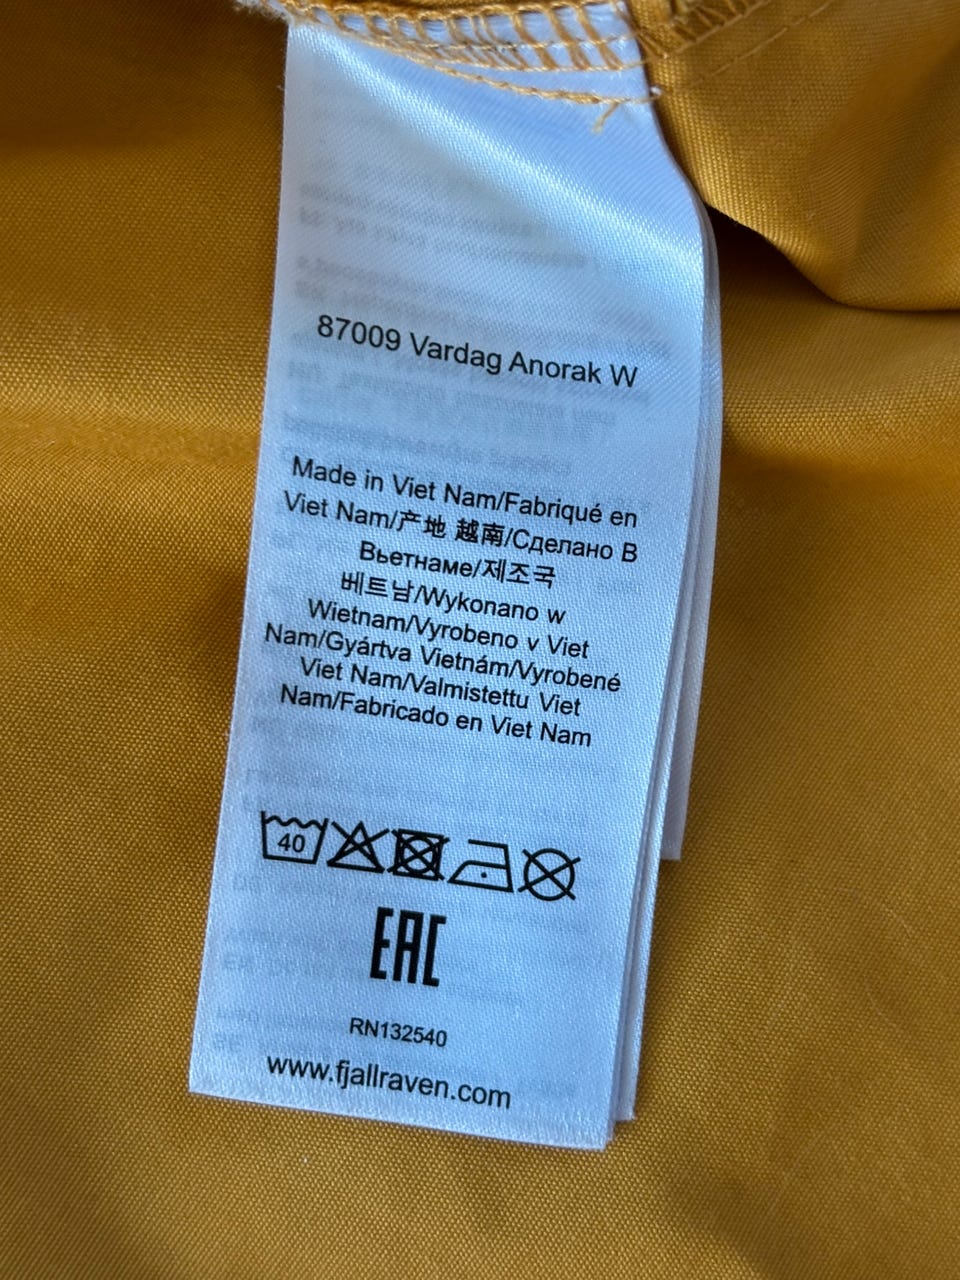 87009 Vardag Anorak W
Made in Viet Nam/Fabriqué en
Viet Nam/产地 越南/Сделано В
Вьетнаме/제조국
베트남/Wykonano w
Wietnam/Vyrobeno v Viet
Nam/Gyártva Vietnám/Vyrobené
Viet Nam/Valmistettu Viet
Nam/Fabricado en Viet Nam
40
EAC
RN132540
www.fjallraven.com